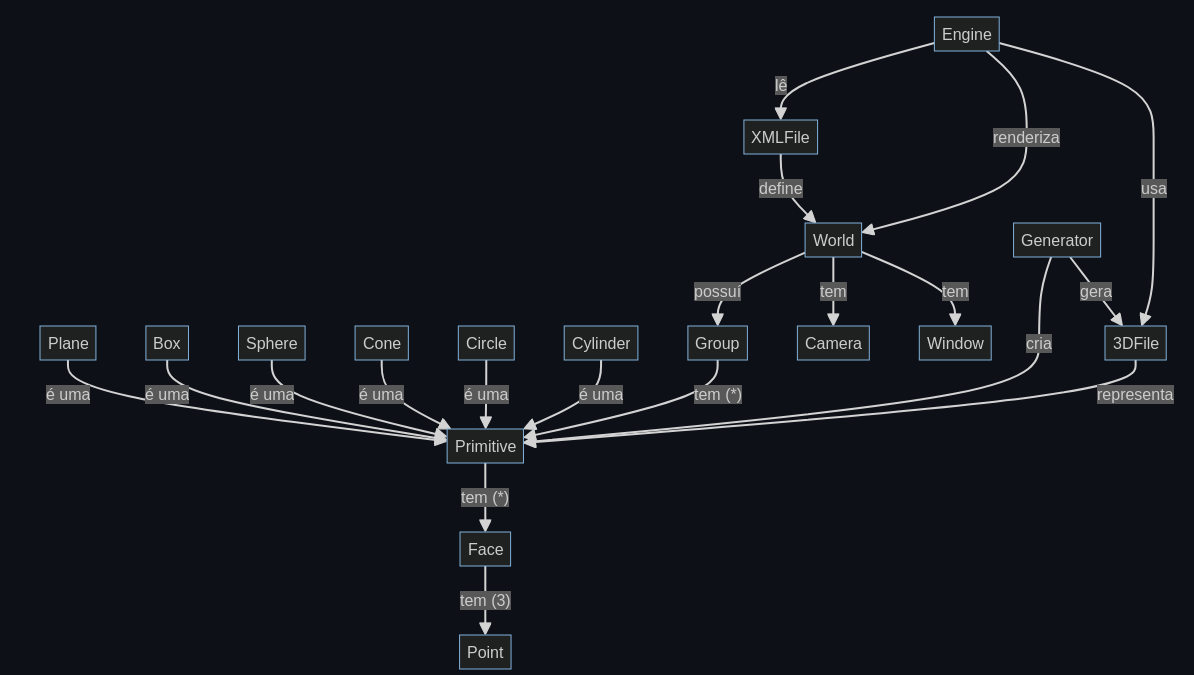 Engine
lê
XMLFile
renderiza
define
usa
World
Generator
possuí
tem
tem
gera
Plane
Box
Sphere
Cone
Circle
Cylinder
Group
Camera
Window
cria
3DFile
é uma
é uma
é uma
é uma
é uma
é uma
tem (*)
representa
Primitive
tem (*)
Face
tem (3)
Point